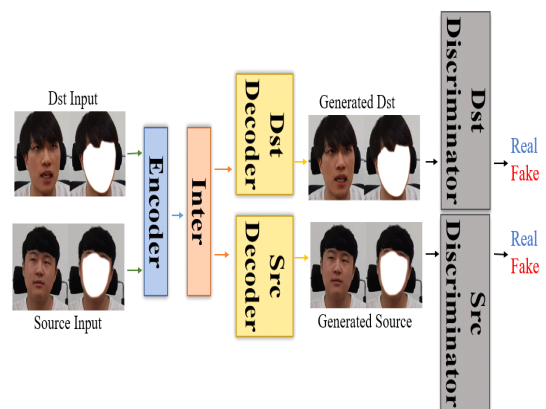 Dst Input
Source Input
Encoder
Inter
Dst
Decoder
Src
Decoder
Generated Dst
Generated Source
Dst
Discriminator
Src
Discriminator
Real
Fake
Real
Fake